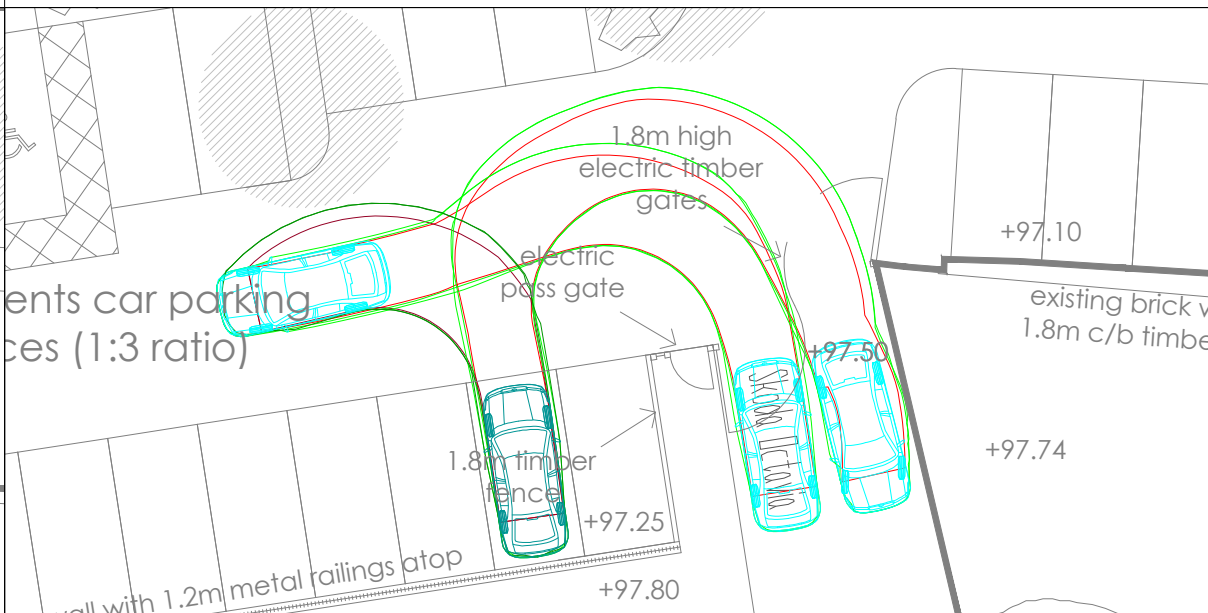 1.8m high
electric timber
gates
+97.10
electric
pass gate
ents car parking
ces (1:3 ratio)
existing brick
1.8m c/b timbe
+97.50
Skoda Octavia
+97.74
1.8m timber
fence
+97.25
+97.80
wall with 1.2m metal railings atop